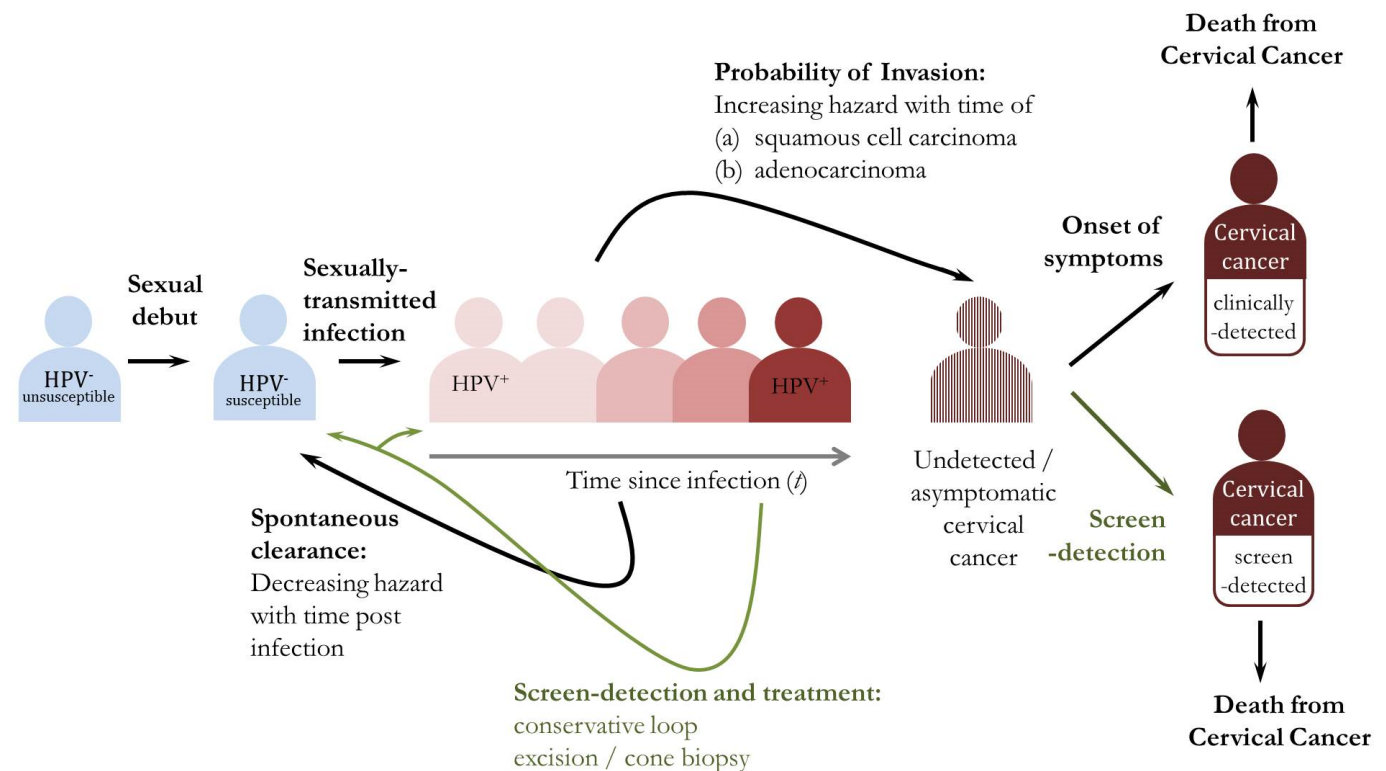 Death from
Cervical Cancer
Probability of Invasion:
Increasing hazard with time of
(a) squamous cell carcinoma
(b) adenocarcinoma
Onset of
symptoms
Cervical
cancer
clinically
-detected
Sexual
debut
Sexually-
transmitted
infection
HPV-
unsusceptible
HPV-
susceptible
HPV+
HPV+
Time since infection (t)
Undetected /
asymptomatic
cervical
cancer
Screen
-detection
Cervical
cancer
screen
-detected
Spontaneous
clearance:
Decreasing hazard
with time post
infection
Screen-detection and treatment:
conservative loop
excision / cone biopsy
Death from
Cervical Cancer